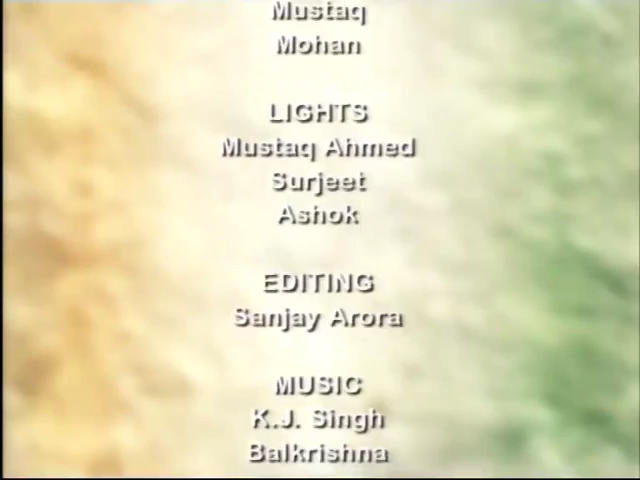 Mustaq
Mohan
LIGHTS
Mustaq Ahmed
Surjeet
Ashok
EDITING
Sanjay Arora
MUSIC
K.J. Singh
Balkrishna